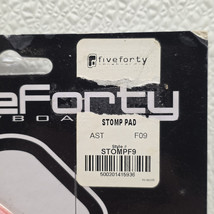 fiveforty
STOMP PAD
AST F09
Style #
STOMPF9
eForty
BOA